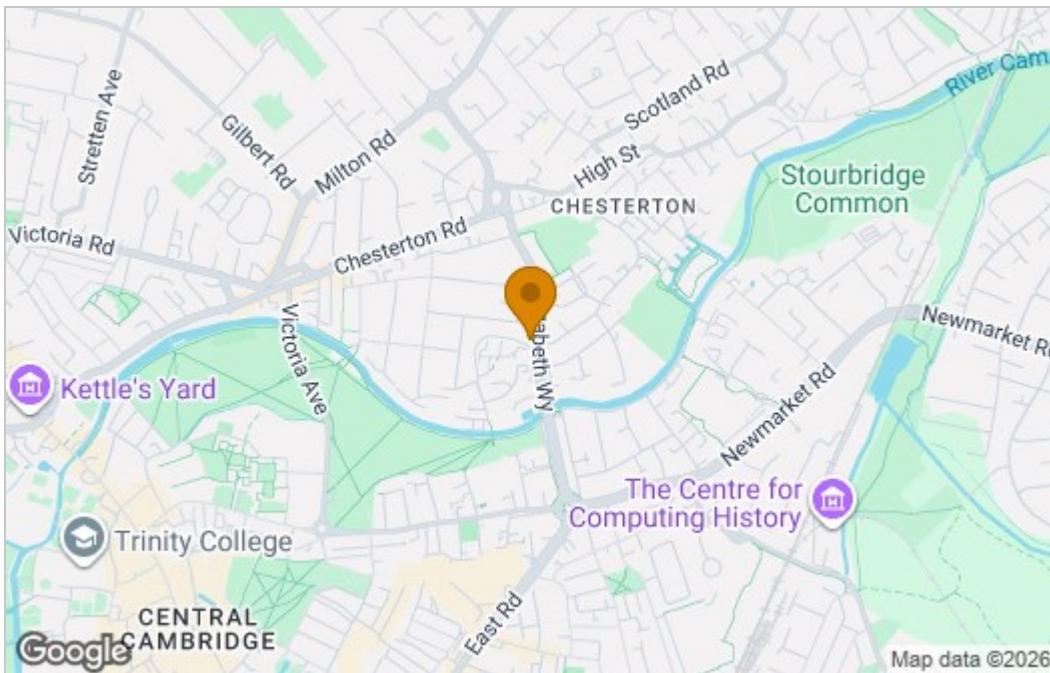 Stretten Ave
Gilbert Rd
Milton Rd
Scotland Rd
High St
River Cam
Stourbridge
Common
CHESTERTON
Victoria Rd
Chesterton Rd
Victoria Ave
abeth Wy
Newmarket Rd
Newmarket Rd
Kettle's Yard
The Centre for
Computing History
Trinity College
CENTRAL
CAMBRIDGE
East Rd
Google
Map data ©2026